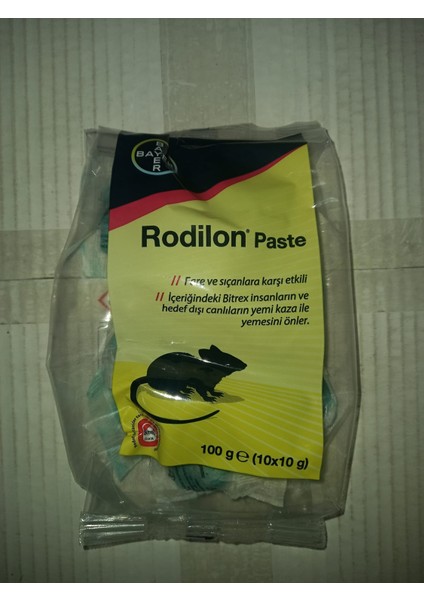 BAYER
BAYER
Rodilon® Paste
// Fare ve sıçanlara karşı etkili
// İçeriğindeki Bitrex insanların ve
hedef dışı canlıların yemi kaza ile
yemesini önler.
100 g ℮ (10x10 g)